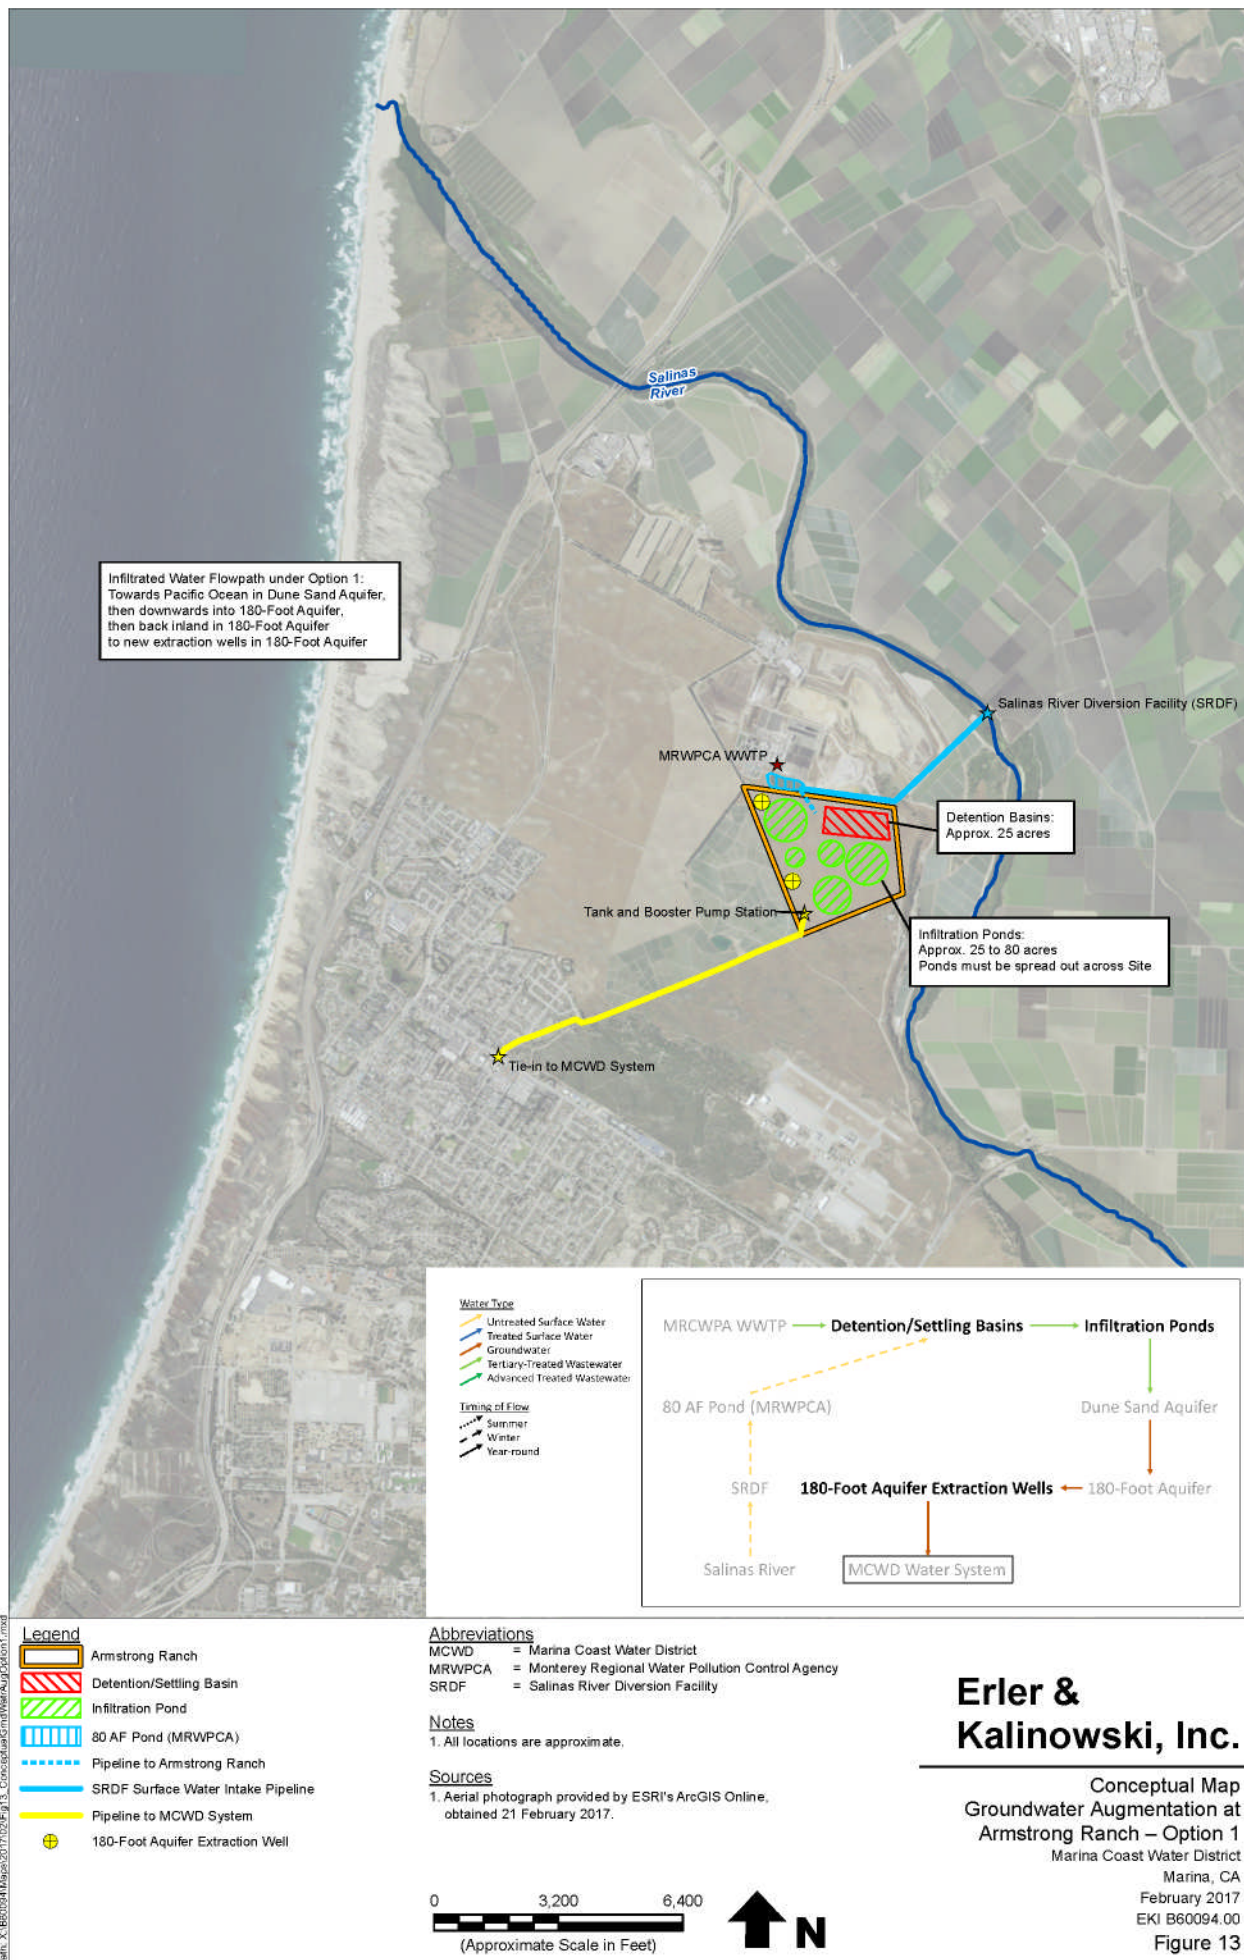 Salinas
River
Infiltrated Water Flowpath under Option 1:
Towards Pacific Ocean in Dune Sand Aquifer,
then downwards into 180-Foot Aquifer,
then back inland in 180-Foot Aquifer
to new extraction wells in 180-Foot Aquifer
Salinas River Diversion Facility (SRDF)
MRWPCA WWTP
Detention Basins:
Approx. 25 acres
Tank and Booster Pump Station
Infiltration Ponds:
Approx. 25 to 80 acres
Ponds must be spread out across Site
Tie-in to MCWD System
Water Type
Untreated Surface Water
Treated Surface Water
Groundwater
Tertiary-Treated Wastewater
Advanced Treated Wastewater
Timing of Flow
Summer
Winter
Year-round
MRCWPA WWTP
Detention/Settling Basins
Infiltration Ponds
80 AF Pond (MRWPCA)
Dune Sand Aquifer
SRDF
180-Foot Aquifer Extraction Wells
180-Foot Aquifer
Salinas River
MCWD Water System
Legend
Armstrong Ranch
Detention/Settling Basin
Infiltration Pond
80 AF Pond (MRWPCA)
Pipeline to Armstrong Ranch
SRDF Surface Water Intake Pipeline
Pipeline to MCWD System
180-Foot Aquifer Extraction Well
Abbreviations
MCWD = Marina Coast Water District
MRWPCA = Monterey Regional Water Pollution Control Agency
SRDF = Salinas River Diversion Facility
Notes
1. All locations are approximate.
Sources
1. Aerial photograph provided by ESRI's ArcGIS Online,
obtained 21 February 2017.
0 3,200 6,400
(Approximate Scale in Feet)
N
Erler &
Kalinowski, Inc.
Conceptual Map
Groundwater Augmentation at
Armstrong Ranch – Option 1
Marina Coast Water District
Marina, CA
February 2017
EKI B60094.00
Figure 13